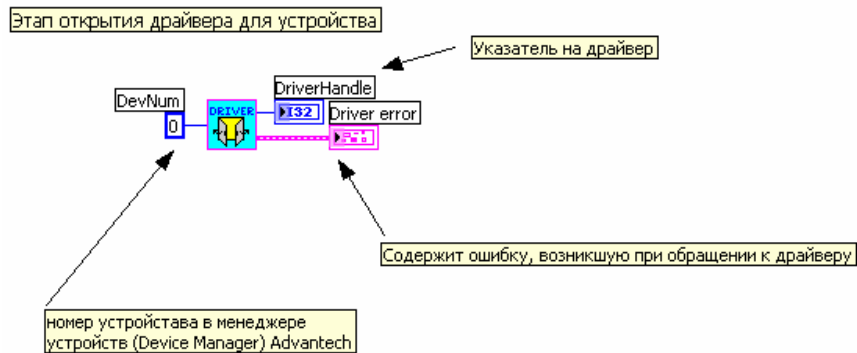 Этап открытия драйвера для устройства
Указатель на драйвер
DriverHandle
DevNum
DRIVER
I32
Driver error
0
Содержит ошибку, возникшую при обращении к драйверу
номер устройстава в менеджере
устройств (Device Manager) Advantech